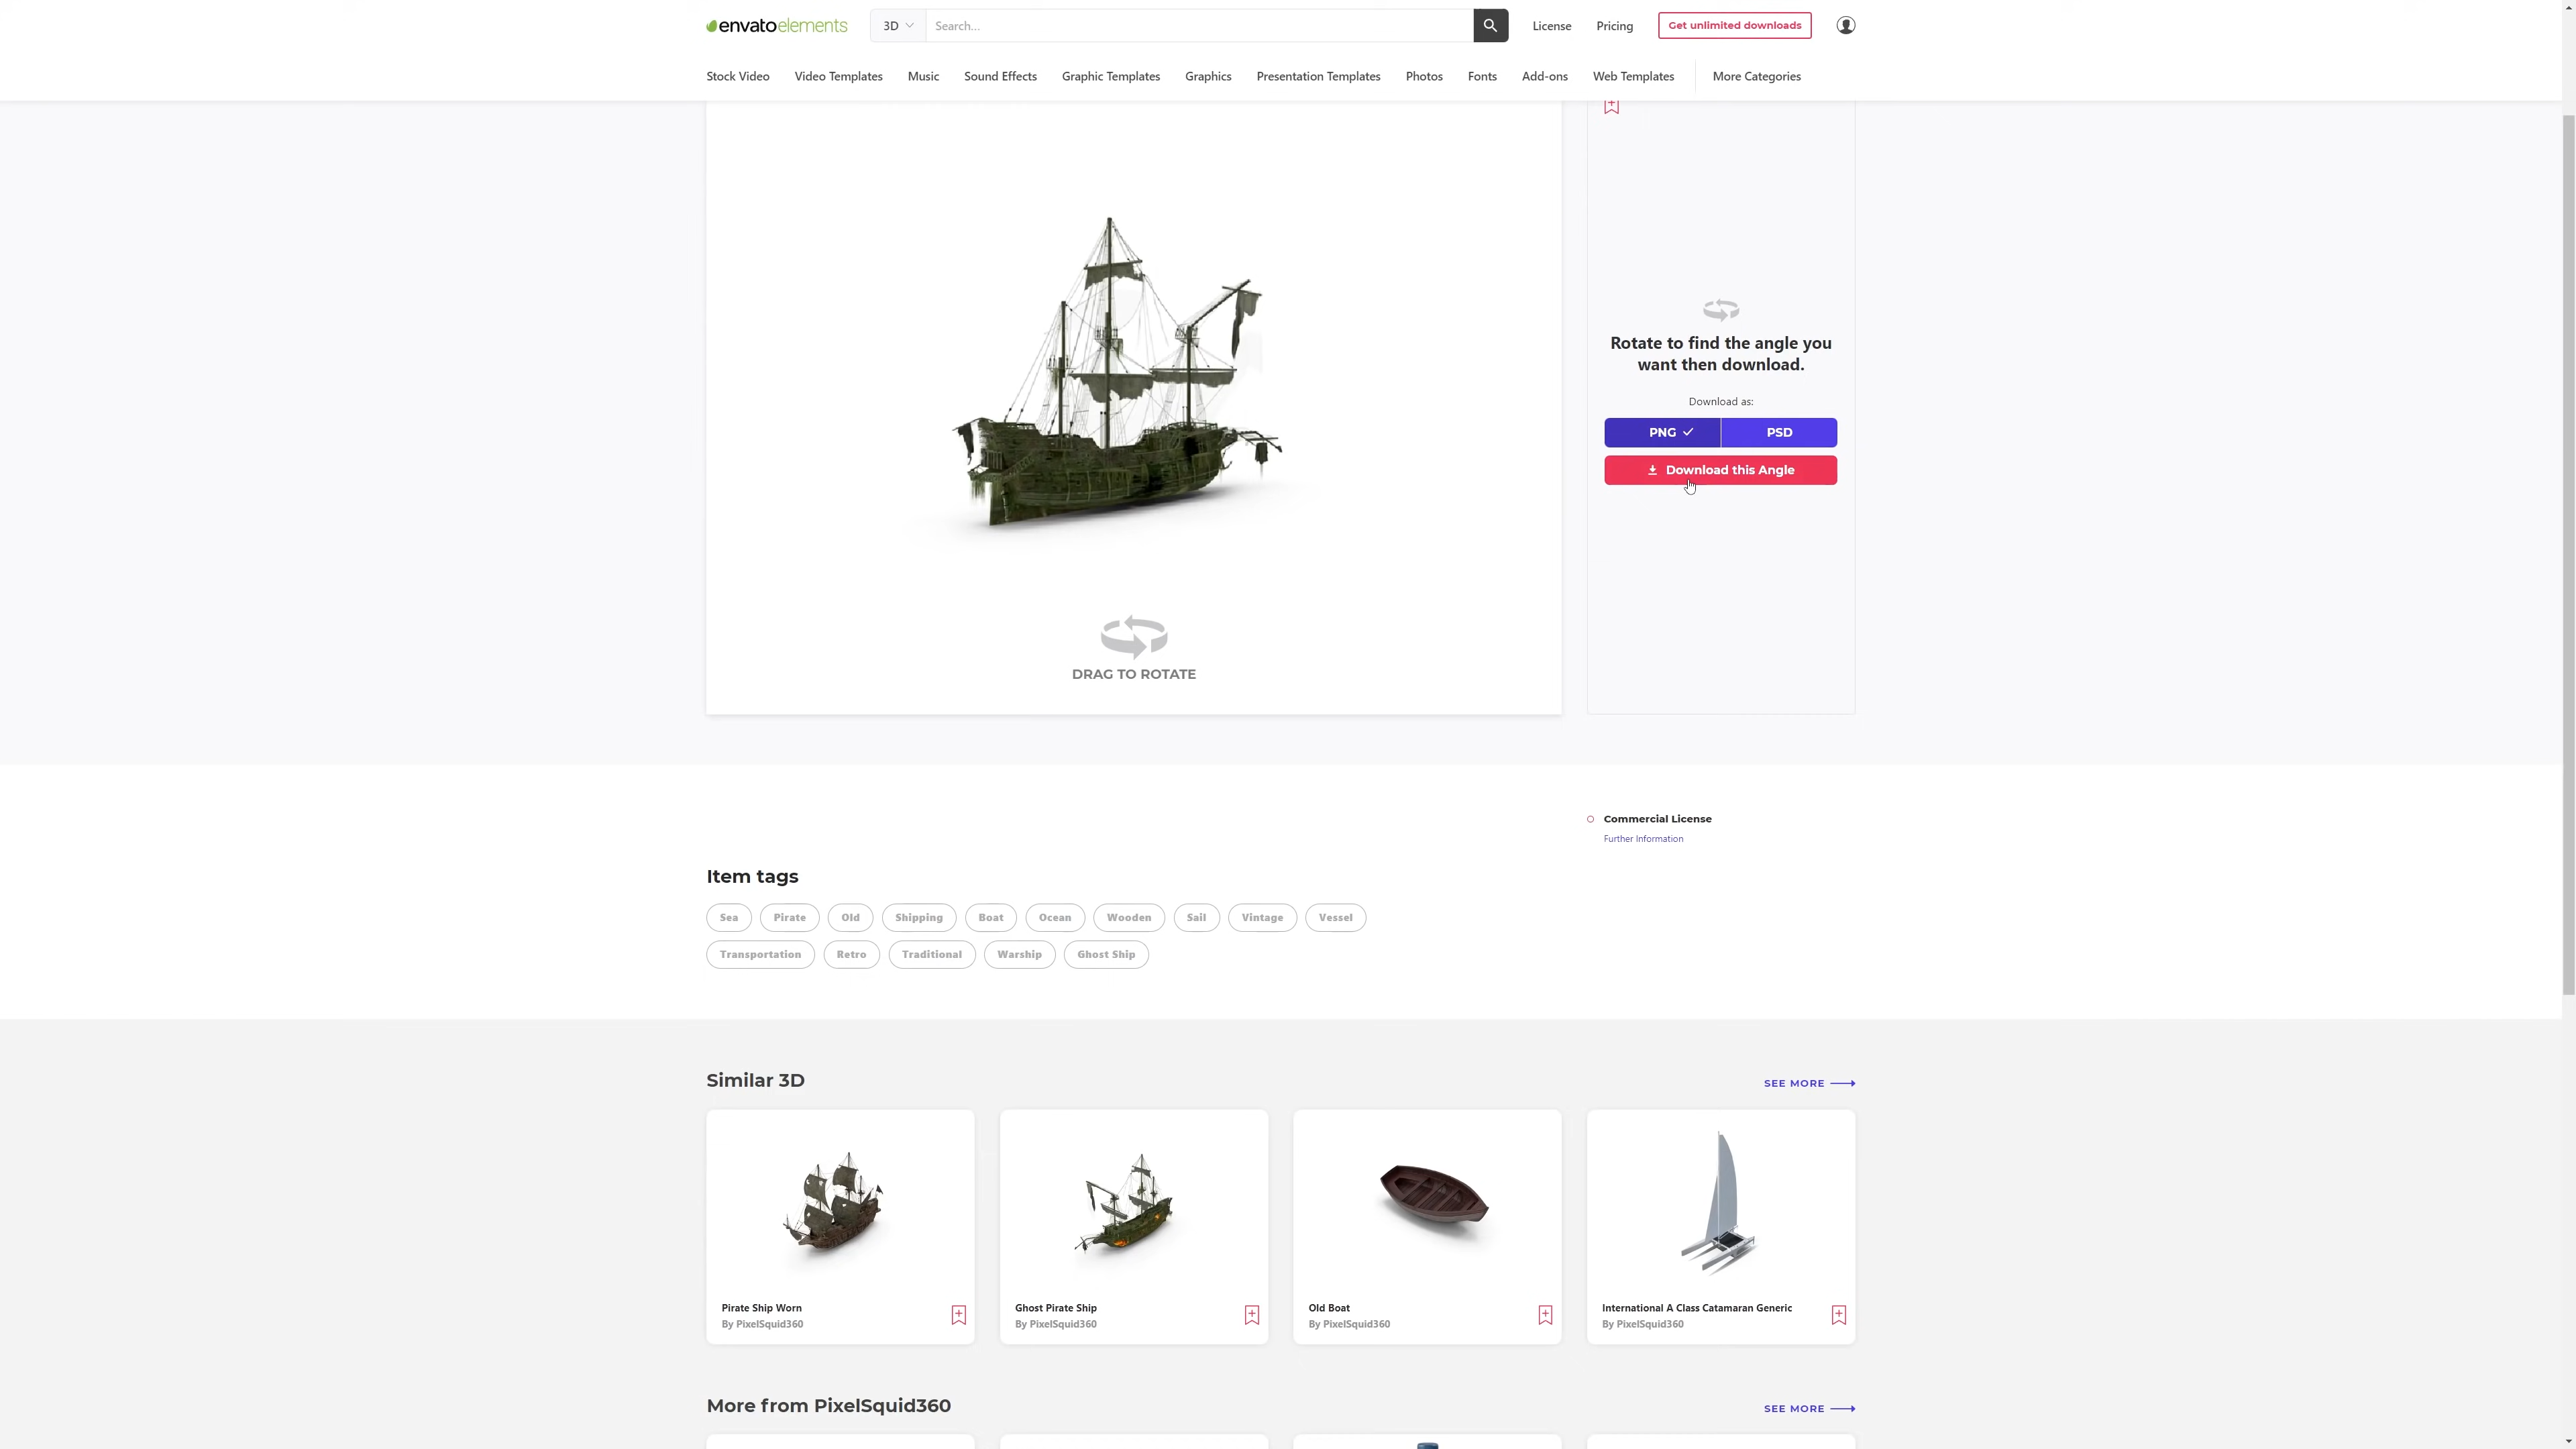 envatoelements
3D
Search...
License
Pricing
Get unlimited downloads
Stock Video
Video Templates
Music
Sound Effects
Graphic Templates
Graphics
Presentation Templates
Photos
Fonts
Add-ons
Web Templates
More Categories
Rotate to find the angle you
want then download.
Download as:
PNG
PSD
Download this Angle
DRAG TO ROTATE
Commercial License
Further Information
Item tags
Sea
Pirate
Old
Shipping
Boat
Ocean
Wooden
Sail
Vintage
Vessel
Transportation
Retro
Traditional
Warship
Ghost Ship
Similar 3D
SEE MORE
Pirate Ship Worn
By PixelSquid360
Ghost Pirate Ship
By PixelSquid360
Old Boat
By PixelSquid360
International A Class Catamaran Generic
By PixelSquid360
More from PixelSquid360
SEE MORE